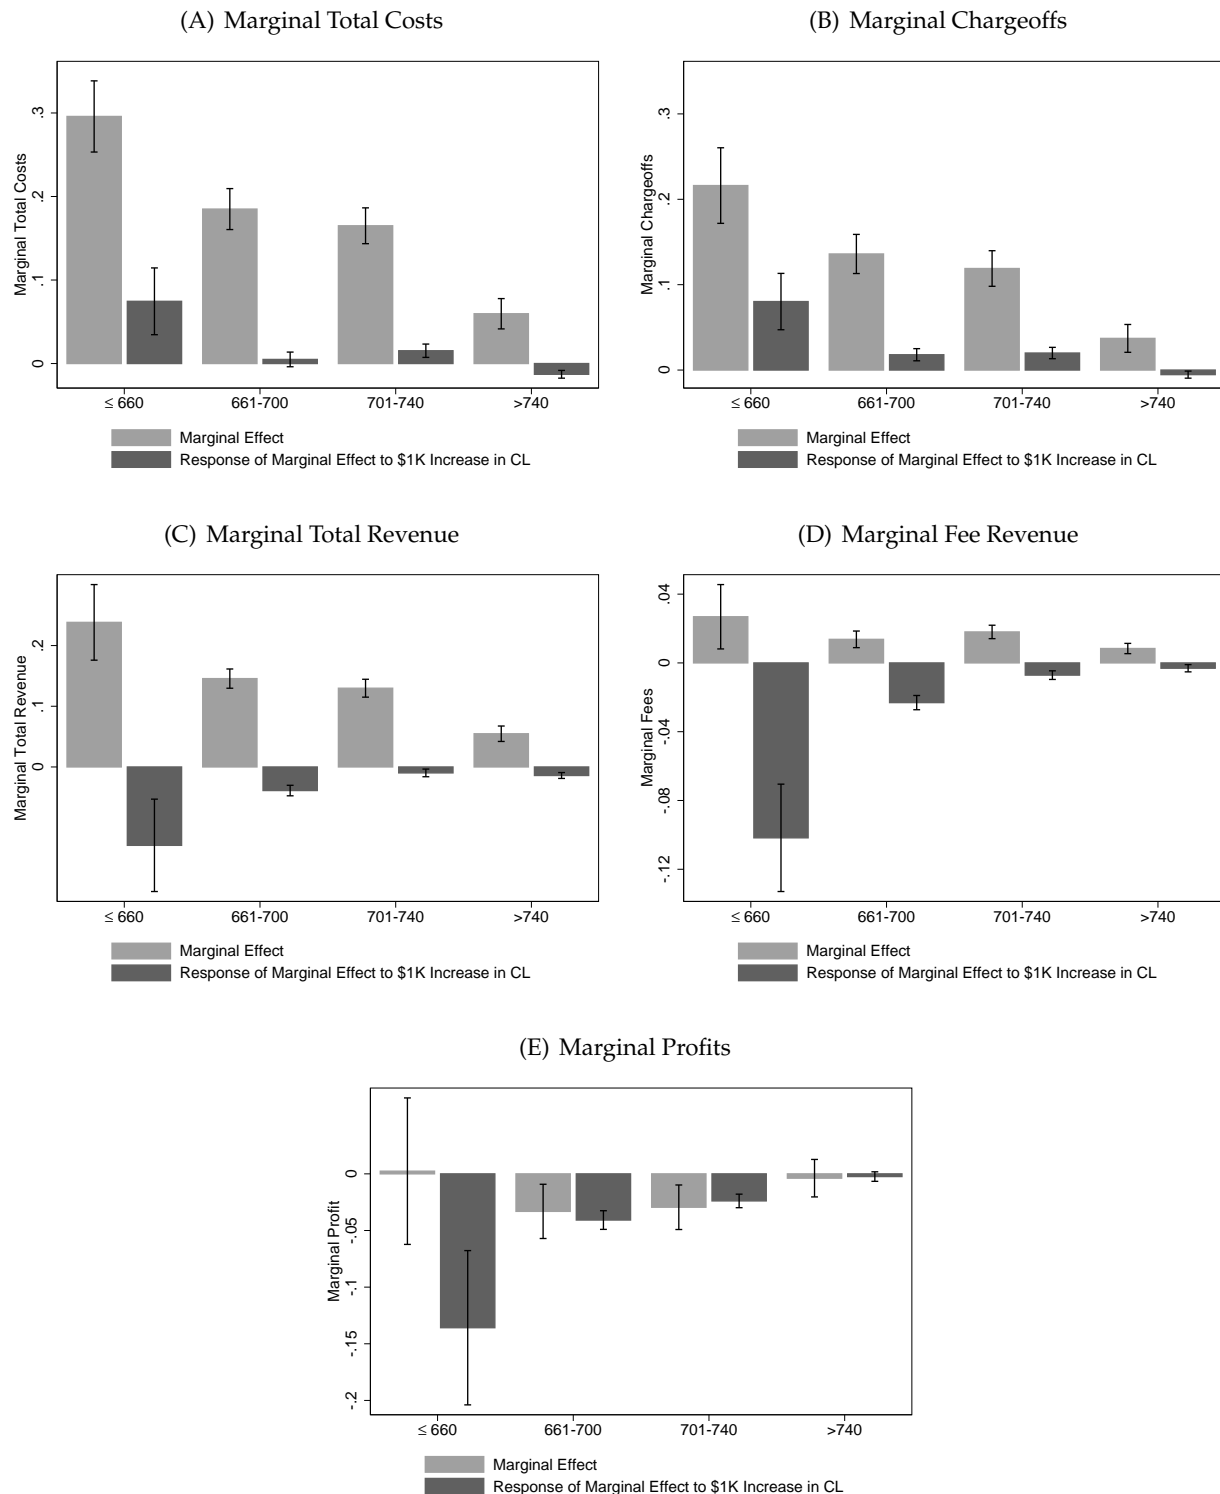 (A) Marginal Total Costs
Marginal Total Costs
.3
.2
.1
0
≤ 660
661-700
701-740
>740
Marginal Effect
Response of Marginal Effect to $1K Increase in CL
(B) Marginal Chargeoffs
Marginal Chargeoffs
.3
.2
.1
0
≤ 660
661-700
701-740
>740
Marginal Effect
Response of Marginal Effect to $1K Increase in CL
(C) Marginal Total Revenue
Marginal Total Revenue
.2
.1
0
≤ 660
661-700
701-740
>740
Marginal Effect
Response of Marginal Effect to $1K Increase in CL
(D) Marginal Fee Revenue
Marginal Fees
.04
0
-.04
-.08
-.12
≤ 660
661-700
701-740
>740
Marginal Effect
Response of Marginal Effect to $1K Increase in CL
(E) Marginal Profits
Marginal Profit
0
-.05
-.1
-.15
-.2
≤ 660
661-700
701-740
>740
Marginal Effect
Response of Marginal Effect to $1K Increase in CL